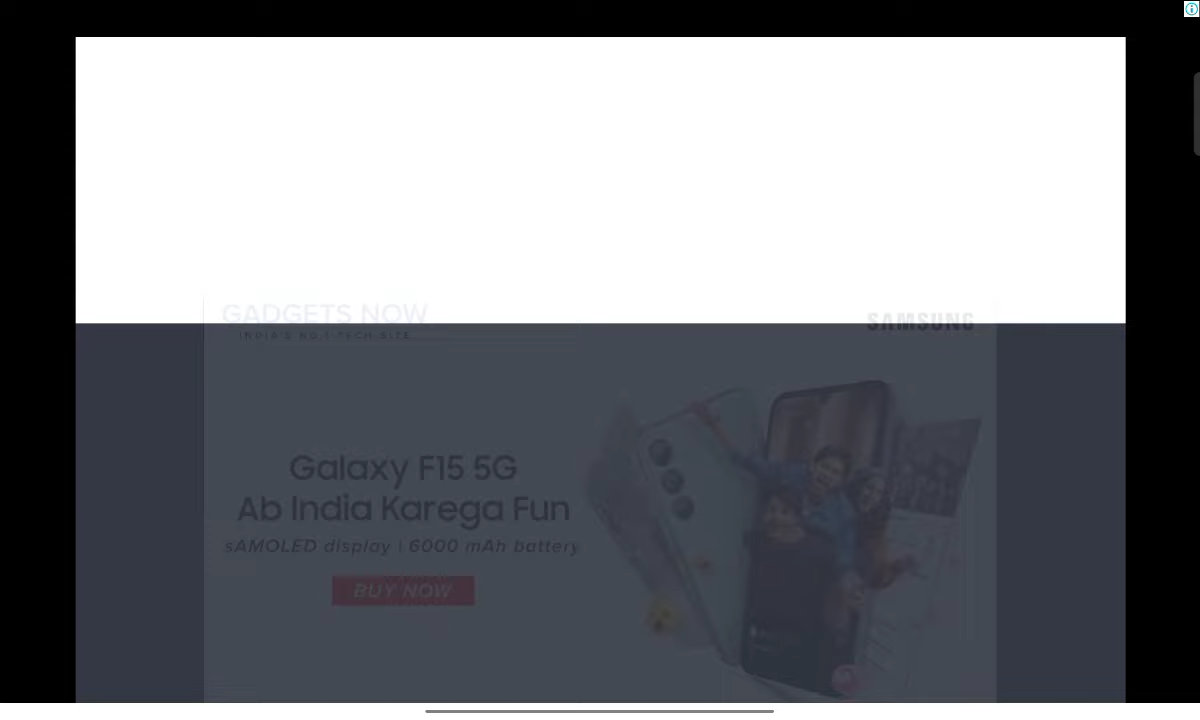 GADGETS NOW
INDIA'S NO.1 TECH SITE
SAMSUNG
Galaxy F15 5G
Ab India Karega Fun
sAMOLED display | 6000 mAh battery
BUY NOW